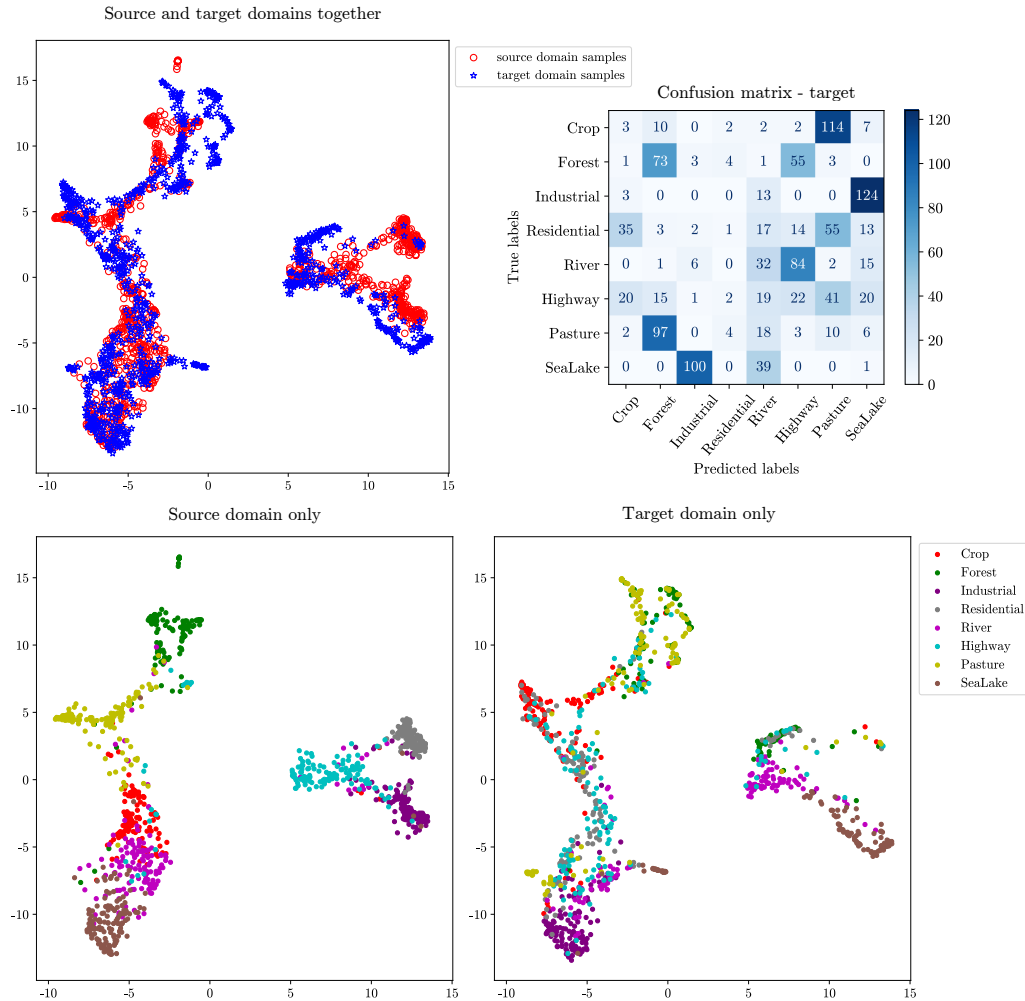 Source and target domains together
source domain samples
target domain samples
15
10
5
0
-5
-10
-10 -5 0 5 10 15
Confusion matrix - target
True labels
Crop 3 10 0 2 2 2 114 7
Forest 1 73 3 4 1 55 3 0
Industrial 3 0 0 0 13 0 0 124
Residential 35 3 2 1 17 14 55 13
River 0 1 6 0 32 84 2 15
Highway 20 15 1 2 19 22 41 20
Pasture 2 97 0 4 18 3 10 6
SeaLake 0 0 100 0 39 0 0 1
Crop Forest Industrial Residential River Highway Pasture SeaLake
Predicted labels
120
100
80
60
40
20
0
Source domain only
15
10
5
0
-5
-10
-10 -5 0 5 10 15
Target domain only
15
10
5
0
-5
-10
-10 -5 0 5 10 15
Crop
Forest
Industrial
Residential
River
Highway
Pasture
SeaLake